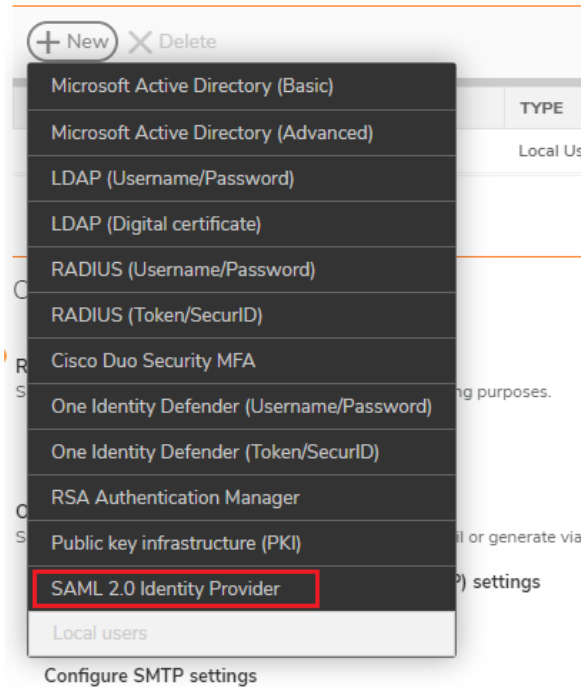 New Delete
Microsoft Active Directory (Basic)
TYPE
Microsoft Active Directory (Advanced)
Local Us
LDAP (Username/Password)
LDAP (Digital certificate)
RADIUS (Username/Password)
RADIUS (Token/SecurID)
Cisco Duo Security MFA
ng purposes.
One Identity Defender (Username/Password)
One Identity Defender (Token/SecurID)
RSA Authentication Manager
Public key infrastructure (PKI)
il or generate via
SAML 2.0 Identity Provider
P) settings
Local users
Configure SMTP settings